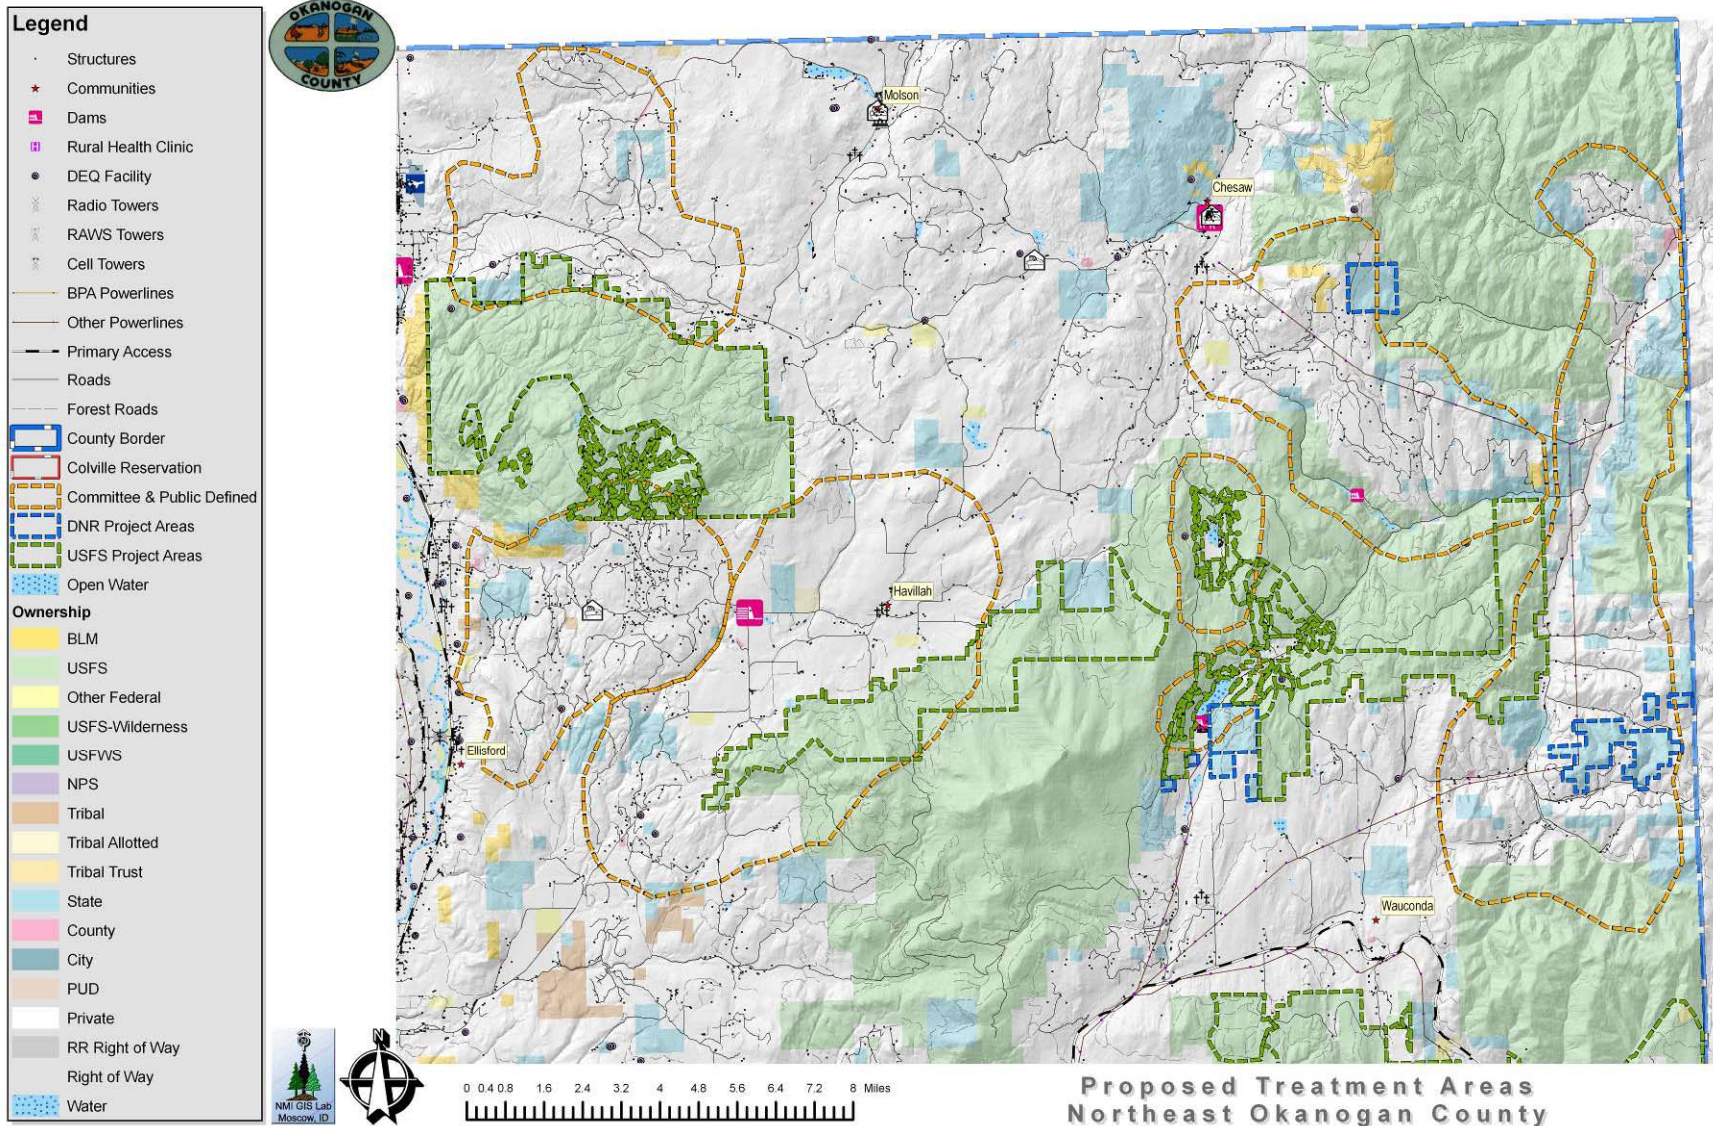 Legend
Structures
Communities
Dams
Rural Health Clinic
DEQ Facility
Radio Towers
RAWS Towers
Cell Towers
BPA Powerlines
Other Powerlines
Primary Access
Roads
Forest Roads
County Border
Colville Reservation
Committee & Public Defined
DNR Project Areas
USFS Project Areas
Open Water
Ownership
BLM
USFS
Other Federal
USFS-Wilderness
USFWS
NPS
Tribal
Tribal Allotted
Tribal Trust
State
County
City
PUD
Private
RR Right of Way
Right of Way
Water
OKANOGAN
COUNTY
Molson
Chesaw
Havillah
Ellisford
Wauconda
NMI GIS Lab
Moscow, ID
N
0 0.4 0.8 1.6 2.4 3.2 4 4.8 5.6 6.4 7.2 8 Miles
Proposed Treatment Areas
Northeast Okanogan County